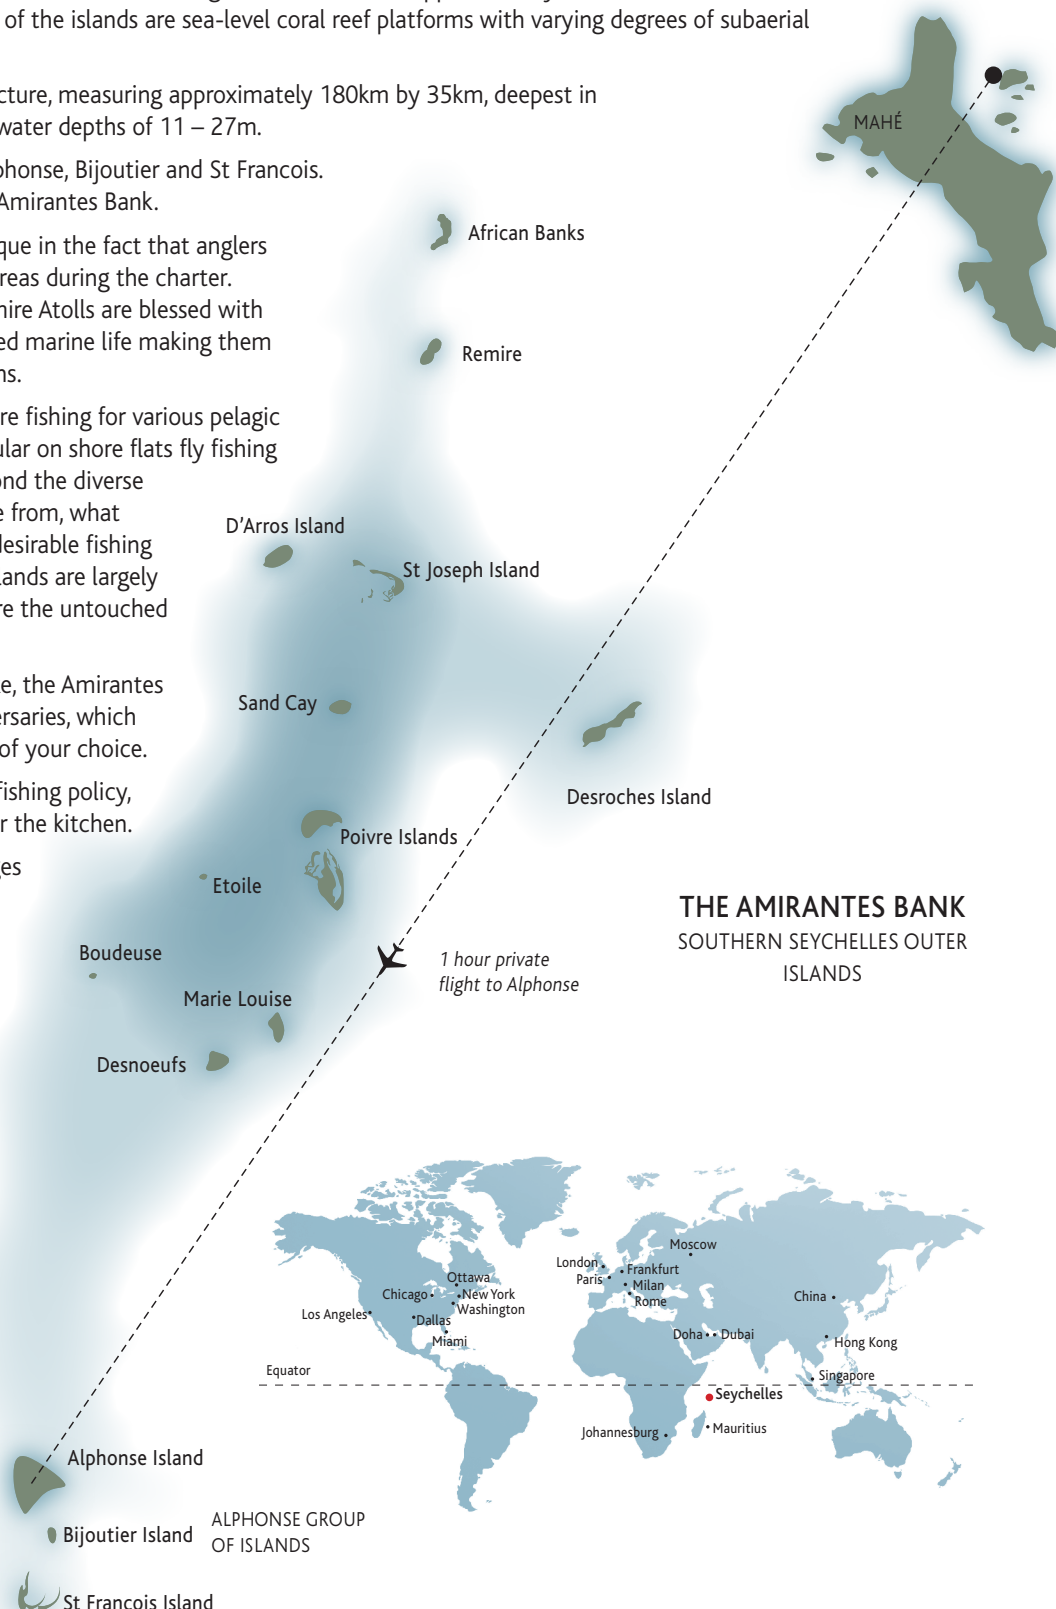 of the islands are sea-level coral reef platforms with varying degrees of subaerial
cture, measuring approximately 180km by 35km, deepest in
water depths of 11 – 27m.
phonse, Bijoutier and St Francois.
Amirantes Bank.
que in the fact that anglers
reas during the charter.
nire Atolls are blessed with
ed marine life making them
ns.
re fishing for various pelagic
ular on shore flats fly fishing
ond the diverse
e from, what
desirable fishing
lands are largely
re the untouched
e, the Amirantes
ersaries, which
of your choice.
fishing policy,
r the kitchen.
ges
MAHÉ
African Banks
Remire
D'Arros Island
St Joseph Island
Sand Cay
Desroches Island
Poivre Islands
Etoile
Boudeuse
Marie Louise
Desnoeufs
1 hour private
flight to Alphonse
THE AMIRANTES BANK
SOUTHERN SEYCHELLES OUTER
ISLANDS
Moscow
London
Frankfurt
Paris
Milan
Rome
Ottawa
Chicago
New York
Washington
Los Angeles
Dallas
Miami
China
Doha
Dubai
Hong Kong
Equator
Singapore
Seychelles
Johannesburg
Mauritius
Alphonse Island
Bijoutier Island
ALPHONSE GROUP
OF ISLANDS
St Francois Island